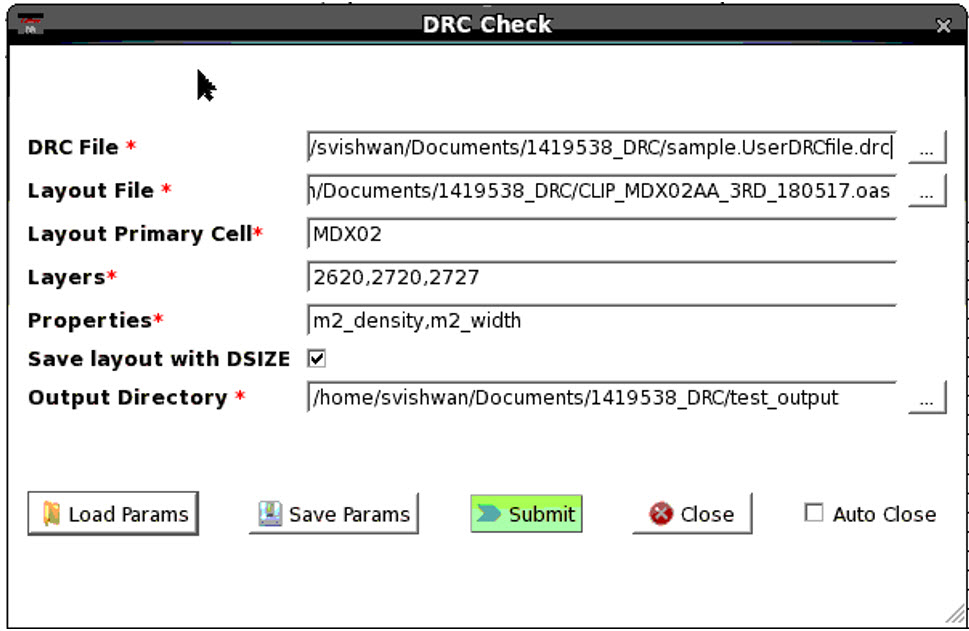 DRC Check
DRC File * /svishwan/Documents/1419538_DRC/sample.UserDRCfile.drc ...
Layout File * /Documents/1419538_DRC/CLIP_MDX02AA_3RD_180517.oas ...
Layout Primary Cell* MDX02
Layers* 2620,2720,2727
Properties* m2_density,m2_width
Save layout with DSIZE
Output Directory * /home/svishwan/Documents/1419538_DRC/test_output ...
Load Params Save Params Submit Close Auto Close